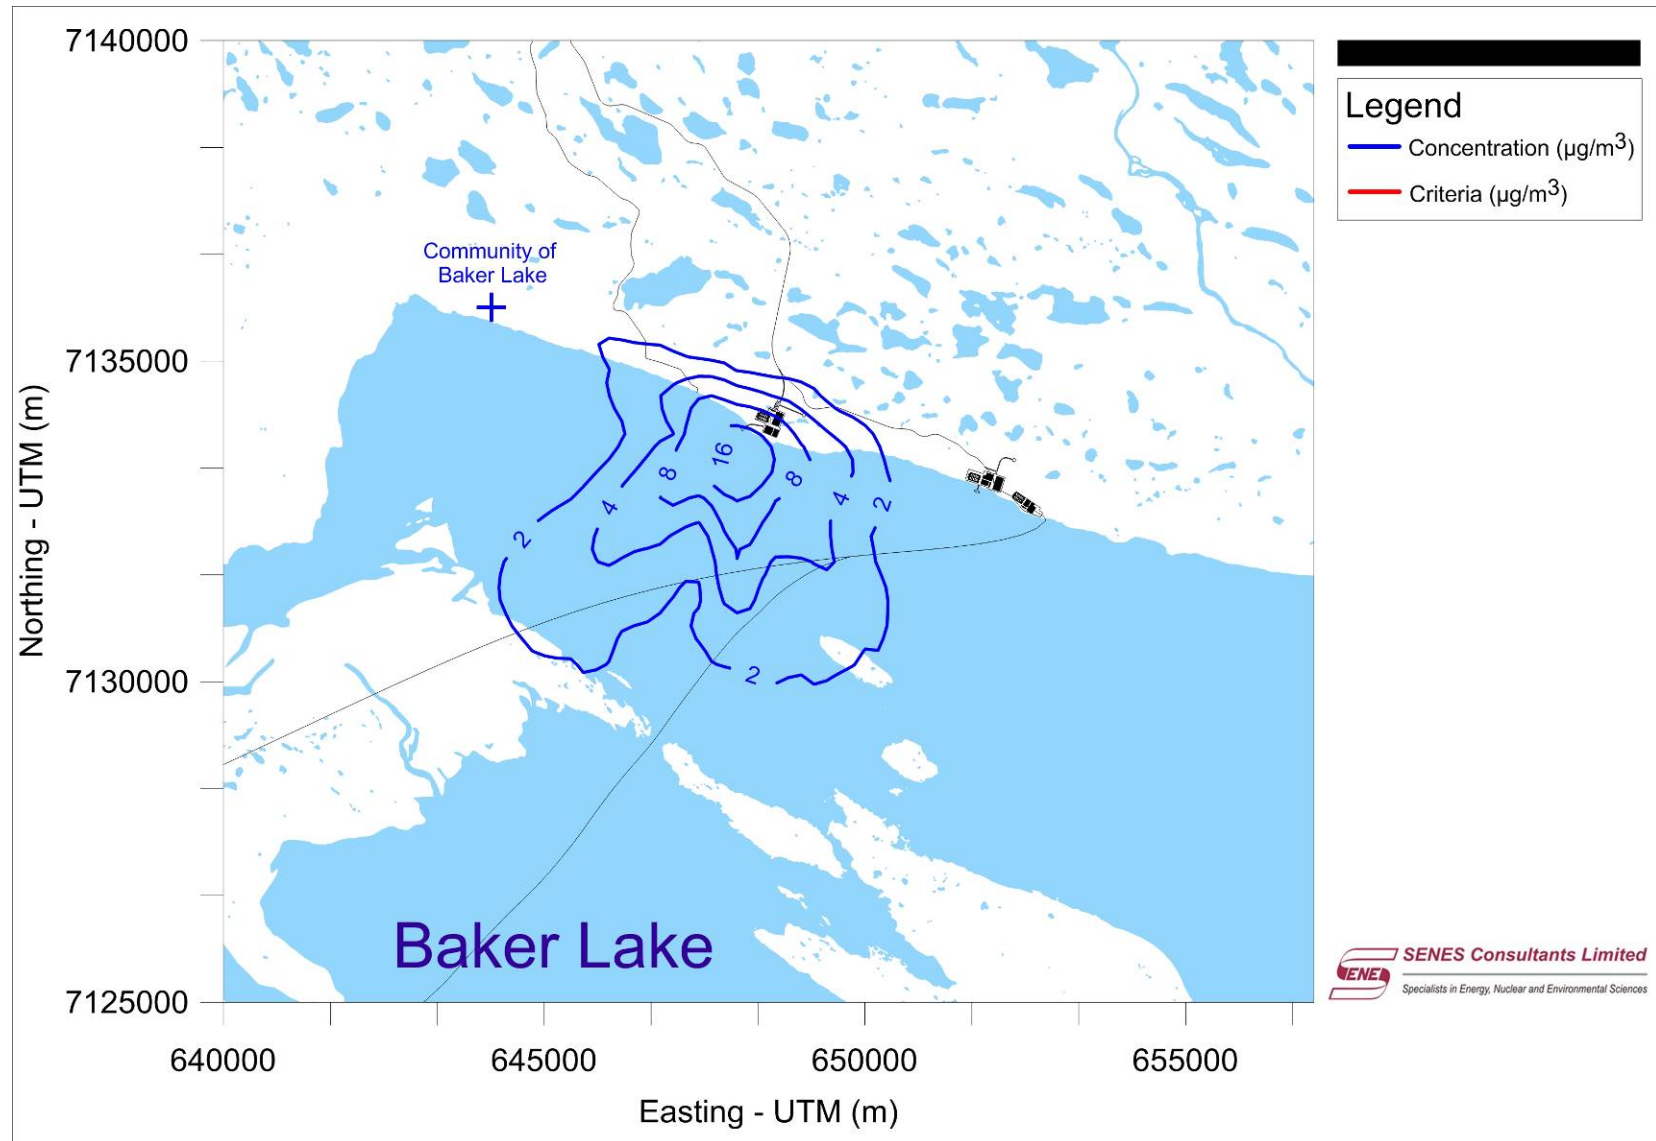 7140000
7135000
7130000
7125000
Northing - UTM (m)
640000
645000
650000
655000
Easting - UTM (m)
Community of
Baker Lake
16
8
8
4
4
2
2
2
Baker Lake
Legend
Concentration (µg/m³)
Criteria (µg/m³)
SENES
SENES Consultants Limited
Specialists in Energy, Nuclear and Environmental Sciences